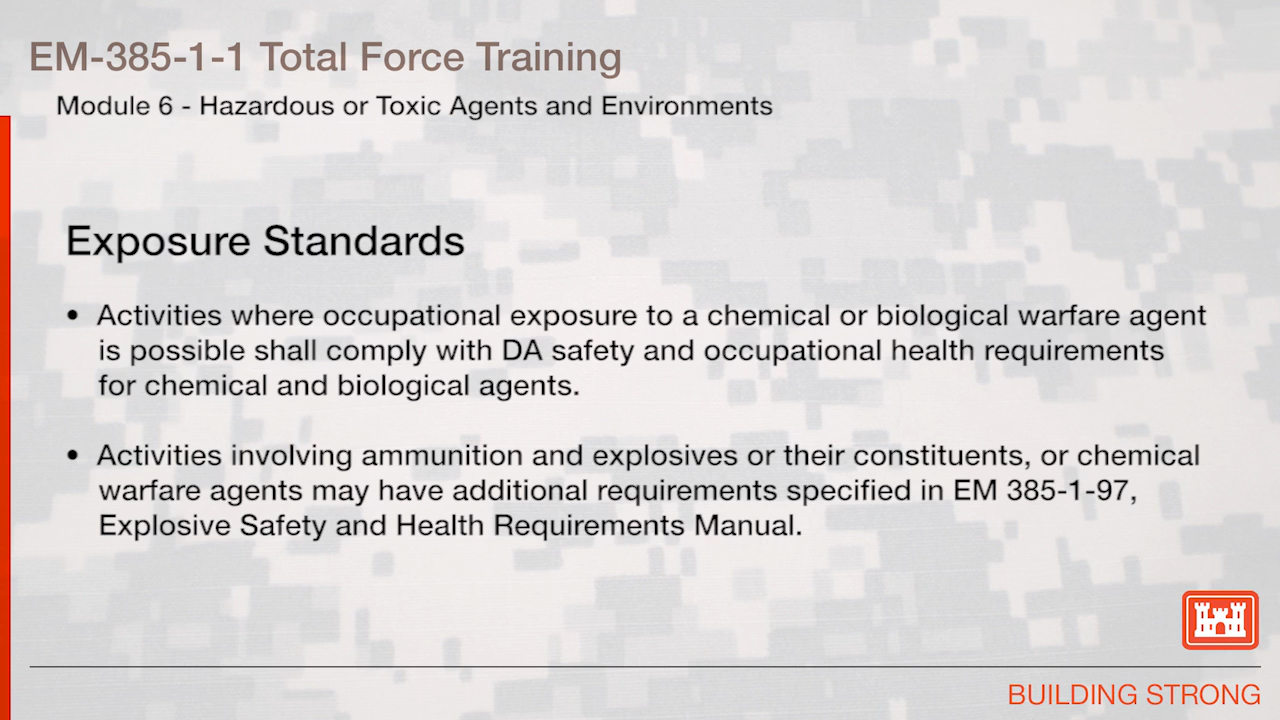 EM-385-1-1 Total Force Training
Module 6 - Hazardous or Toxic Agents and Environments
Exposure Standards
• Activities where occupational exposure to a chemical or biological warfare agent
is possible shall comply with DA safety and occupational health requirements
for chemical and biological agents.
• Activities involving ammunition and explosives or their constituents, or chemical
warfare agents may have additional requirements specified in EM 385-1-97,
Explosive Safety and Health Requirements Manual.
BUILDING STRONG